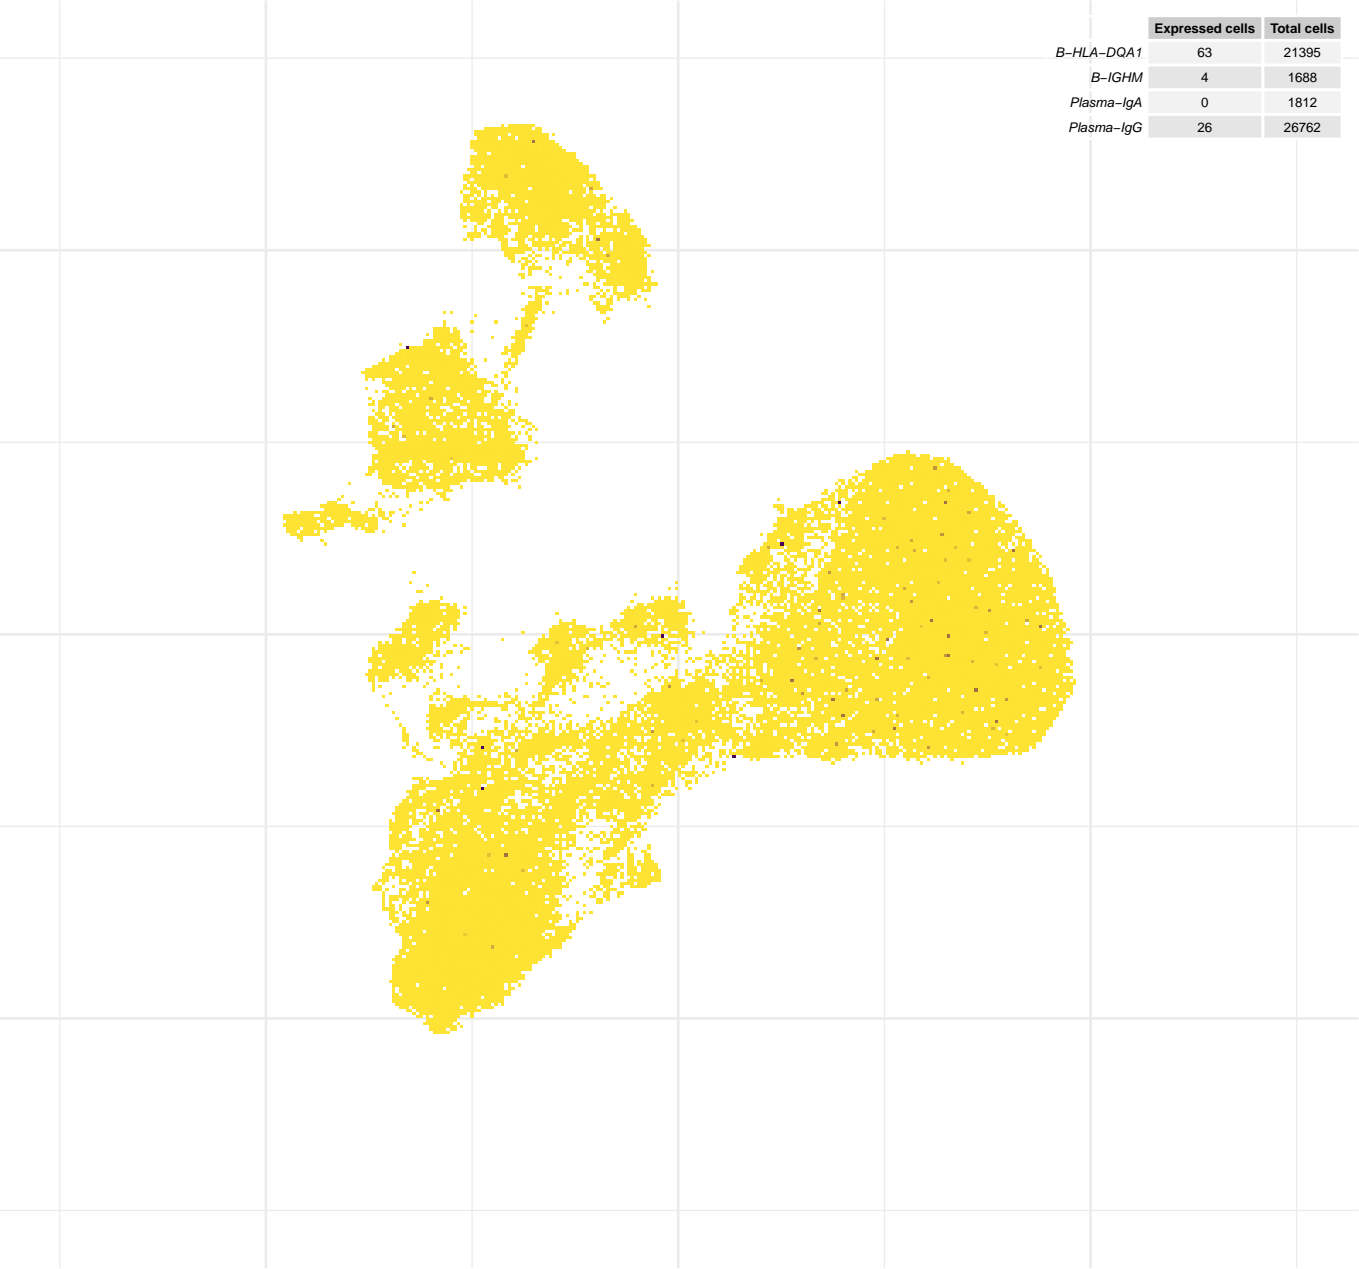 Expressed cells Total cells
B−HLA−DQA1 63 21395
B−IGHM 4 1688
Plasma−IgA 0 1812
Plasma−IgG 26 26762